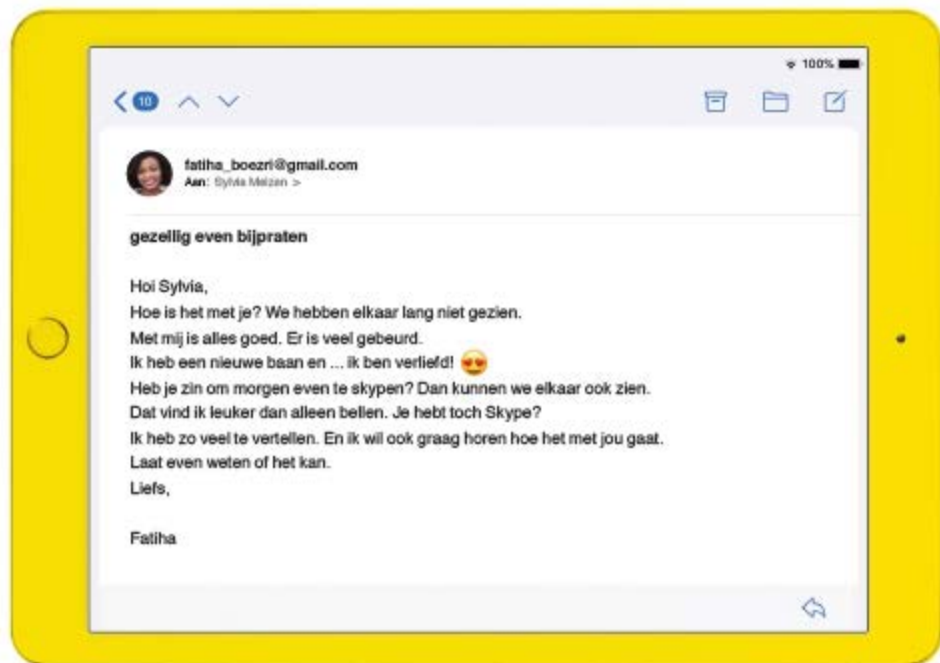 100%
10
fatiha_boezri@gmail.com
Aan: Sylvia Meizen >
gezellig even bijpraten
Hoi Sylvia,
Hoe is het met je? We hebben elkaar lang niet gezien.
Met mij is alles goed. Er is veel gebeurd.
Ik heb een nieuwe baan en ... ik ben verliefd! 😍
Heb je zin om morgen even te skypen? Dan kunnen we elkaar ook zien.
Dat vind ik leuker dan alleen bellen. Je hebt toch Skype?
Ik heb zo veel te vertellen. En ik wil ook graag horen hoe het met jou gaat.
Laat even weten of het kan.
Liefs,
Fatiha